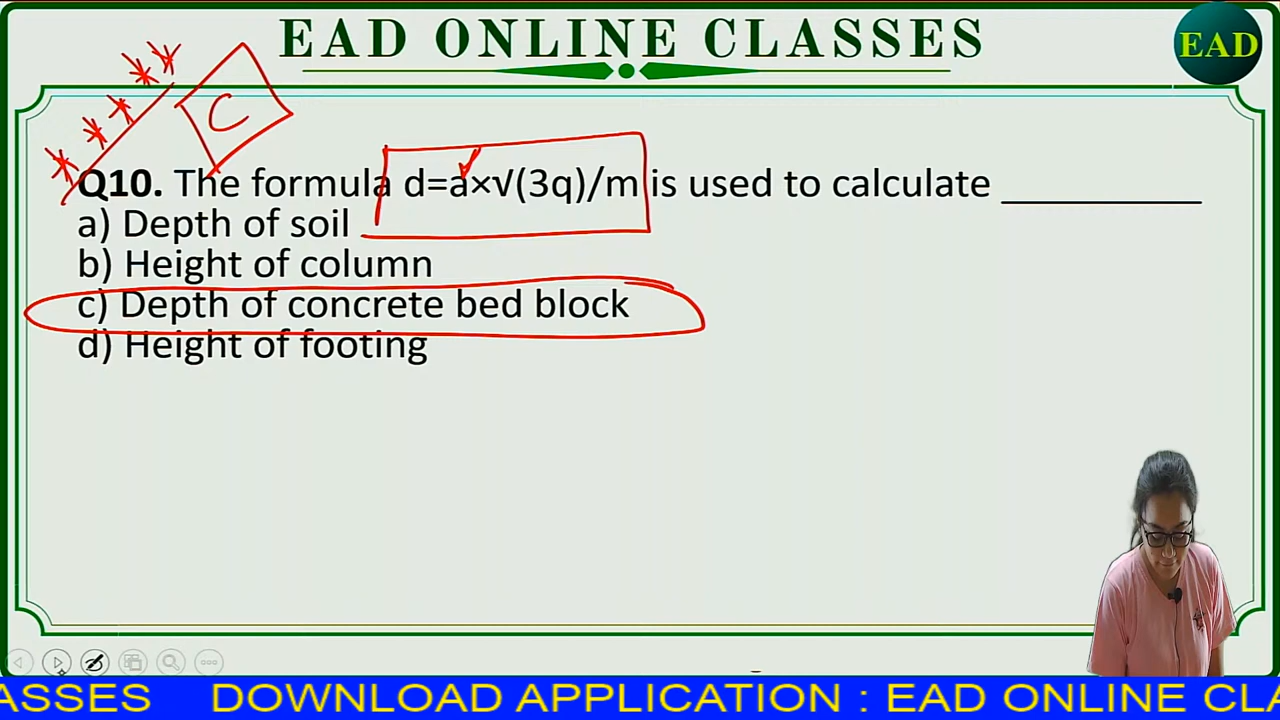 EAD ONLINE CLASSES
EAD
C
Q10. The formula d=a×√(3q)/m is used to calculate __________
a) Depth of soil
b) Height of column
c) Depth of concrete bed block
d) Height of footing
ASSES DOWNLOAD APPLICATION : EAD ONLINE CLA